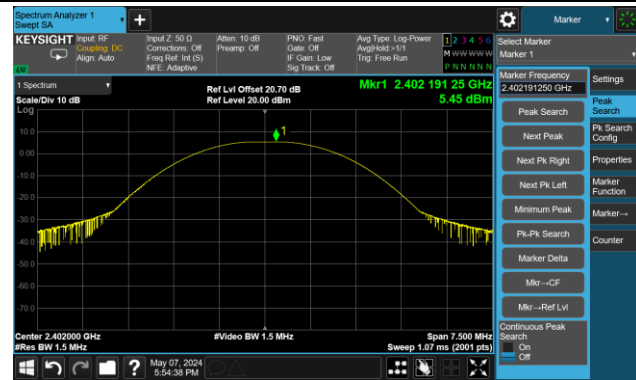 Spectrum Analyzer 1
Swept SA
Marker
KEYSIGHT
Input: RF
Coupling: DC
Align: Auto
Input Z: 50 Ω
Corrections: Off
Freq Ref: Int (S)
NFE: Adaptive
Atten: 10 dB
Preamp: Off
PNO: Fast
Gate: Off
IF Gain: Low
Sig Track: Off
Avg Type: Log-Power
Avg|Hold:>1/1
Trig: Free Run
1 2 3 4 5 6
M W W W W W
P N N N N N
Select Marker
Marker 1
LXI
1 Spectrum
Scale/Div 10 dB
Log
Ref Lvl Offset 20.70 dB
Ref Level 20.00 dBm
Mkr1 2.402 191 25 GHz
5.45 dBm
1
10.0
0.00
-10.0
-20.0
-30.0
-40.0
-50.0
-60.0
-70.0
Center 2.402000 GHz
#Res BW 1.5 MHz
#Video BW 1.5 MHz
Span 7.500 MHz
Sweep 1.07 ms (2001 pts)
Marker Frequency
2.402191250 GHz
Peak Search
Next Peak
Next Pk Right
Next Pk Left
Minimum Peak
Pk-Pk Search
Marker Delta
Mkr→CF
Mkr→Ref Lvl
Continuous Peak
Search
On
Off
Settings
Peak
Search
Pk Search
Config
Properties
Marker
Function
Marker→
Counter
?
May 07, 2024
5:54:38 PM